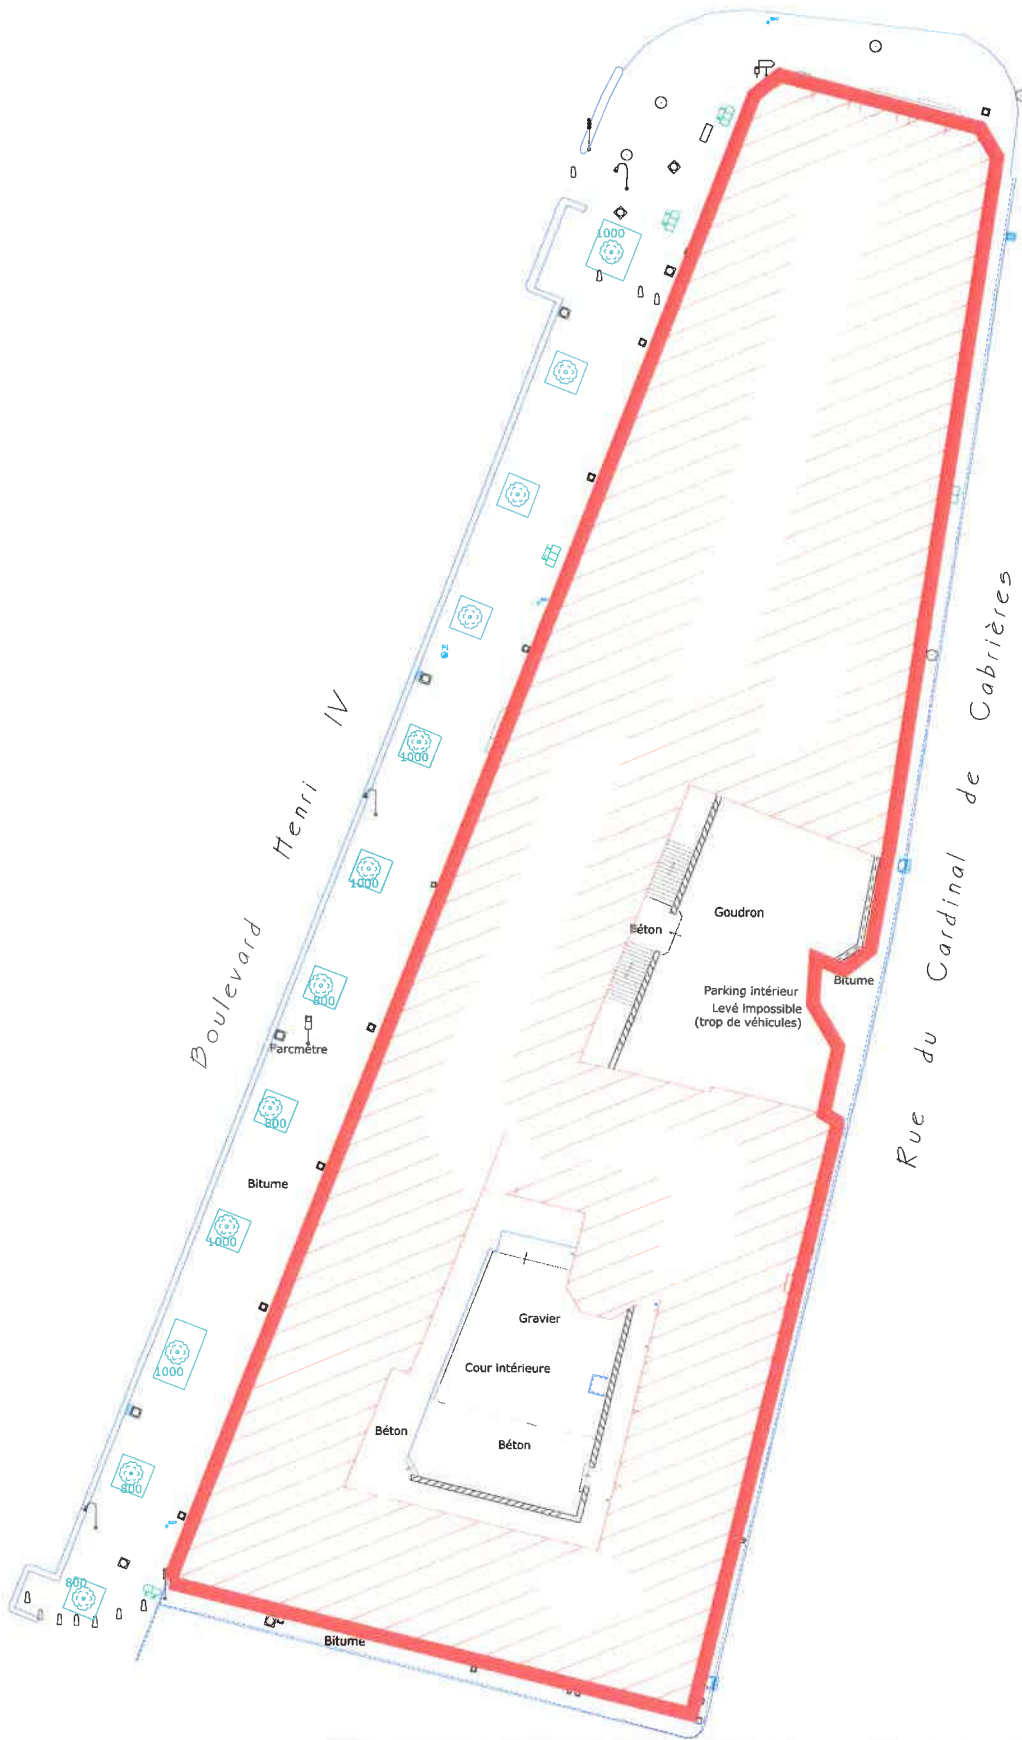 1000
1000
1000
800
Parcmètre
800
Bitume
1000
1000
800
800
Boulevard Henri IV
P1
Goudron
Béton
Parking intérieur
Levé impossible
(trop de véhicules)
Bitume
Rue du Cardinal de Cabrières
Gravier
Cour intérieure
Béton
Béton
Bitume